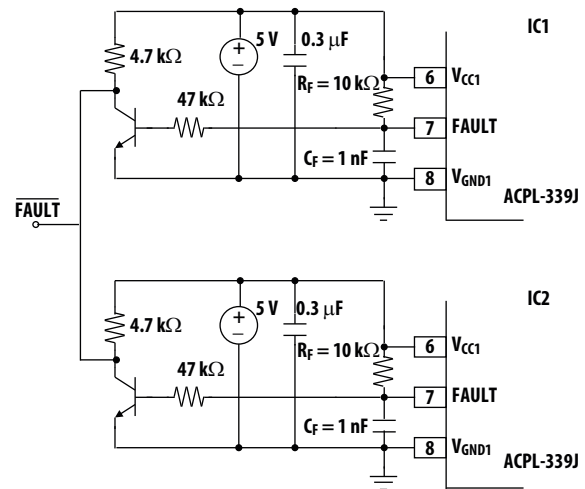 IC1
4.7 kΩ
+
–
5 V
0.3 µF
R_F = 10 kΩ
6
V_CC1
47 kΩ
7
FAULT
C_F = 1 nF
8
V_GND1
ACPL-339J
FAULT
IC2
4.7 kΩ
+
–
5 V
0.3 µF
R_F = 10 kΩ
6
V_CC1
47 kΩ
7
FAULT
C_F = 1 nF
8
V_GND1
ACPL-339J